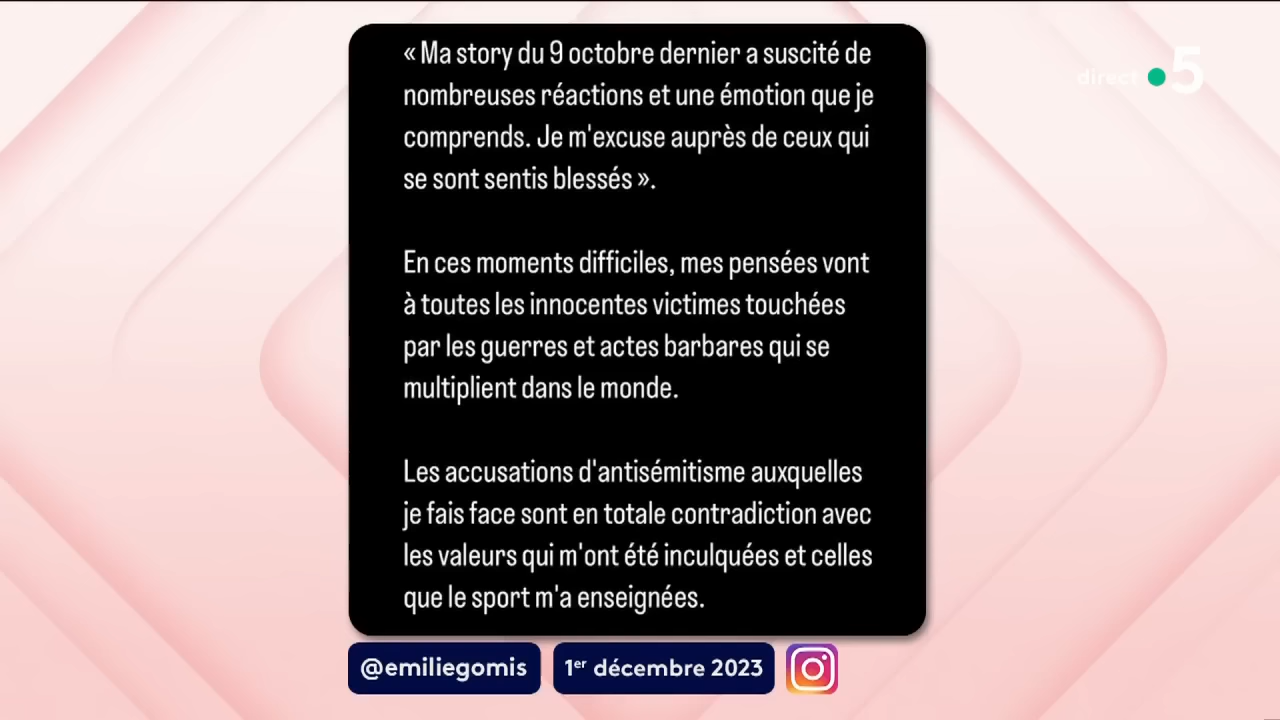 direct 5
« Ma story du 9 octobre dernier a suscité de
nombreuses réactions et une émotion que je
comprends. Je m'excuse auprès de ceux qui
se sont sentis blessés ».
En ces moments difficiles, mes pensées vont
à toutes les innocentes victimes touchées
par les guerres et actes barbares qui se
multiplient dans le monde.
Les accusations d'antisémitisme auxquelles
je fais face sont en totale contradiction avec
les valeurs qui m'ont été inculquées et celles
que le sport m'a enseignées.
@emiliegomis 1er décembre 2023